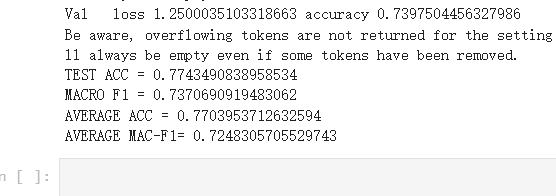 Val   loss 1.2500035103318663 accuracy 0.7397504456327986
Be aware, overflowing tokens are not returned for the setting
ll always be empty even if some tokens have been removed.
TEST ACC = 0.7743490838958534
MACRO F1 = 0.7370690919483062
AVERAGE ACC = 0.7703953712632594
AVERAGE MAC-F1= 0.7248305705529743
n [ ]: